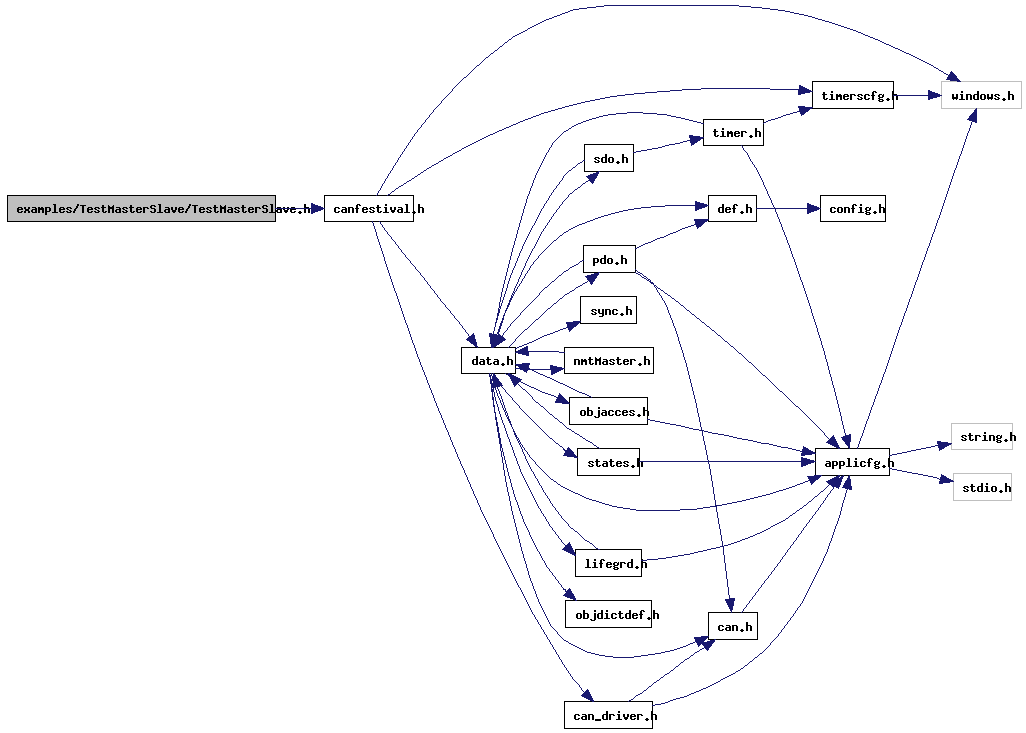 windows.h
timerscfg.h
timer.h
sdo.h
examples/TestMasterSlave/TestMasterSlave.h
canfestival.h
def.h
config.h
pdo.h
sync.h
data.h
nmtMaster.h
objacces.h
string.h
states.h
applicfg.h
stdio.h
lifegrd.h
objdictdef.h
can.h
can_driver.h